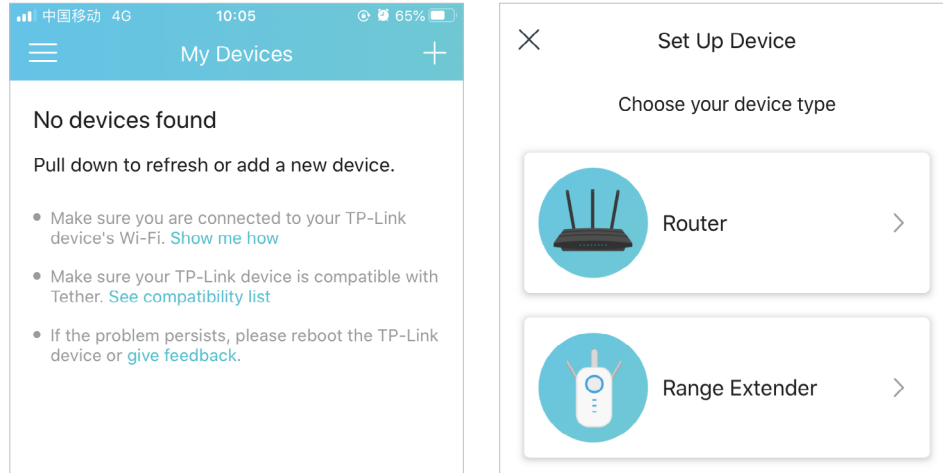 中国移动 4G 10:05 65%
My Devices
No devices found
Pull down to refresh or add a new device.
Make sure you are connected to your TP-Link
device's Wi-Fi. Show me how
Make sure your TP-Link device is compatible with
Tether. See compatibility list
If the problem persists, please reboot the TP-Link
device or give feedback.
Set Up Device
Choose your device type
Router
Range Extender